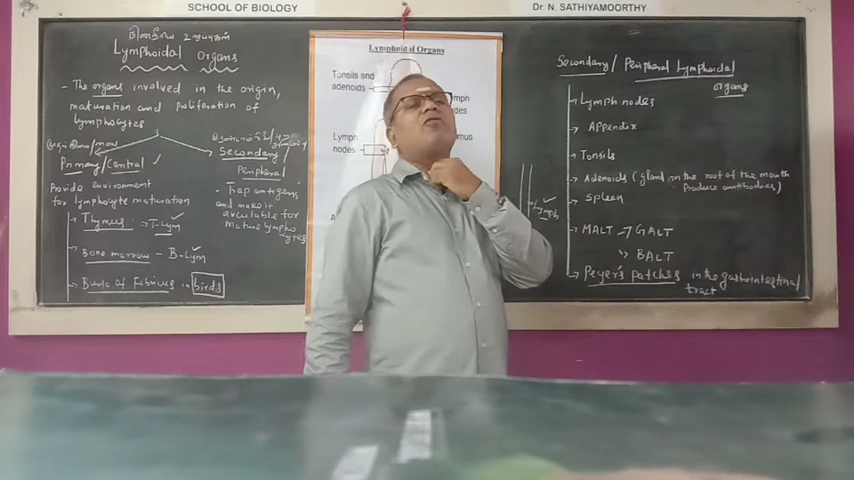 SCHOOL OF BIOLOGY
Dr. N. SATHIYAMOORTHY
Lymphoidal Organs
- The organs involved in the origin,
maturation and proliferation of
lymphocytes
Primary/Central ✓
Provide environment
for lymphocyte maturation
→ Thymus :→ T-Lym
→ Bone marrow - B-Lym
→ Bursa of Fabricius in birds
Secondary
Peripheral
- Trap antigens
and make it
available for
mature lympho
cytes
Lymphoidal Organs
Tonsils and
adenoids
Lymph
nodes
Secondary/ Peripheral Lymphoidal
organs
→ Lymph nodes
→ Appendix
→ Tonsils
→ Adenoids (gland in the roof of the mouth
Produce antibodies)
→ Spleen
→ MALT → GALT
↘ BALT
→ Peyer's Patches in the gastrointestinal
tract